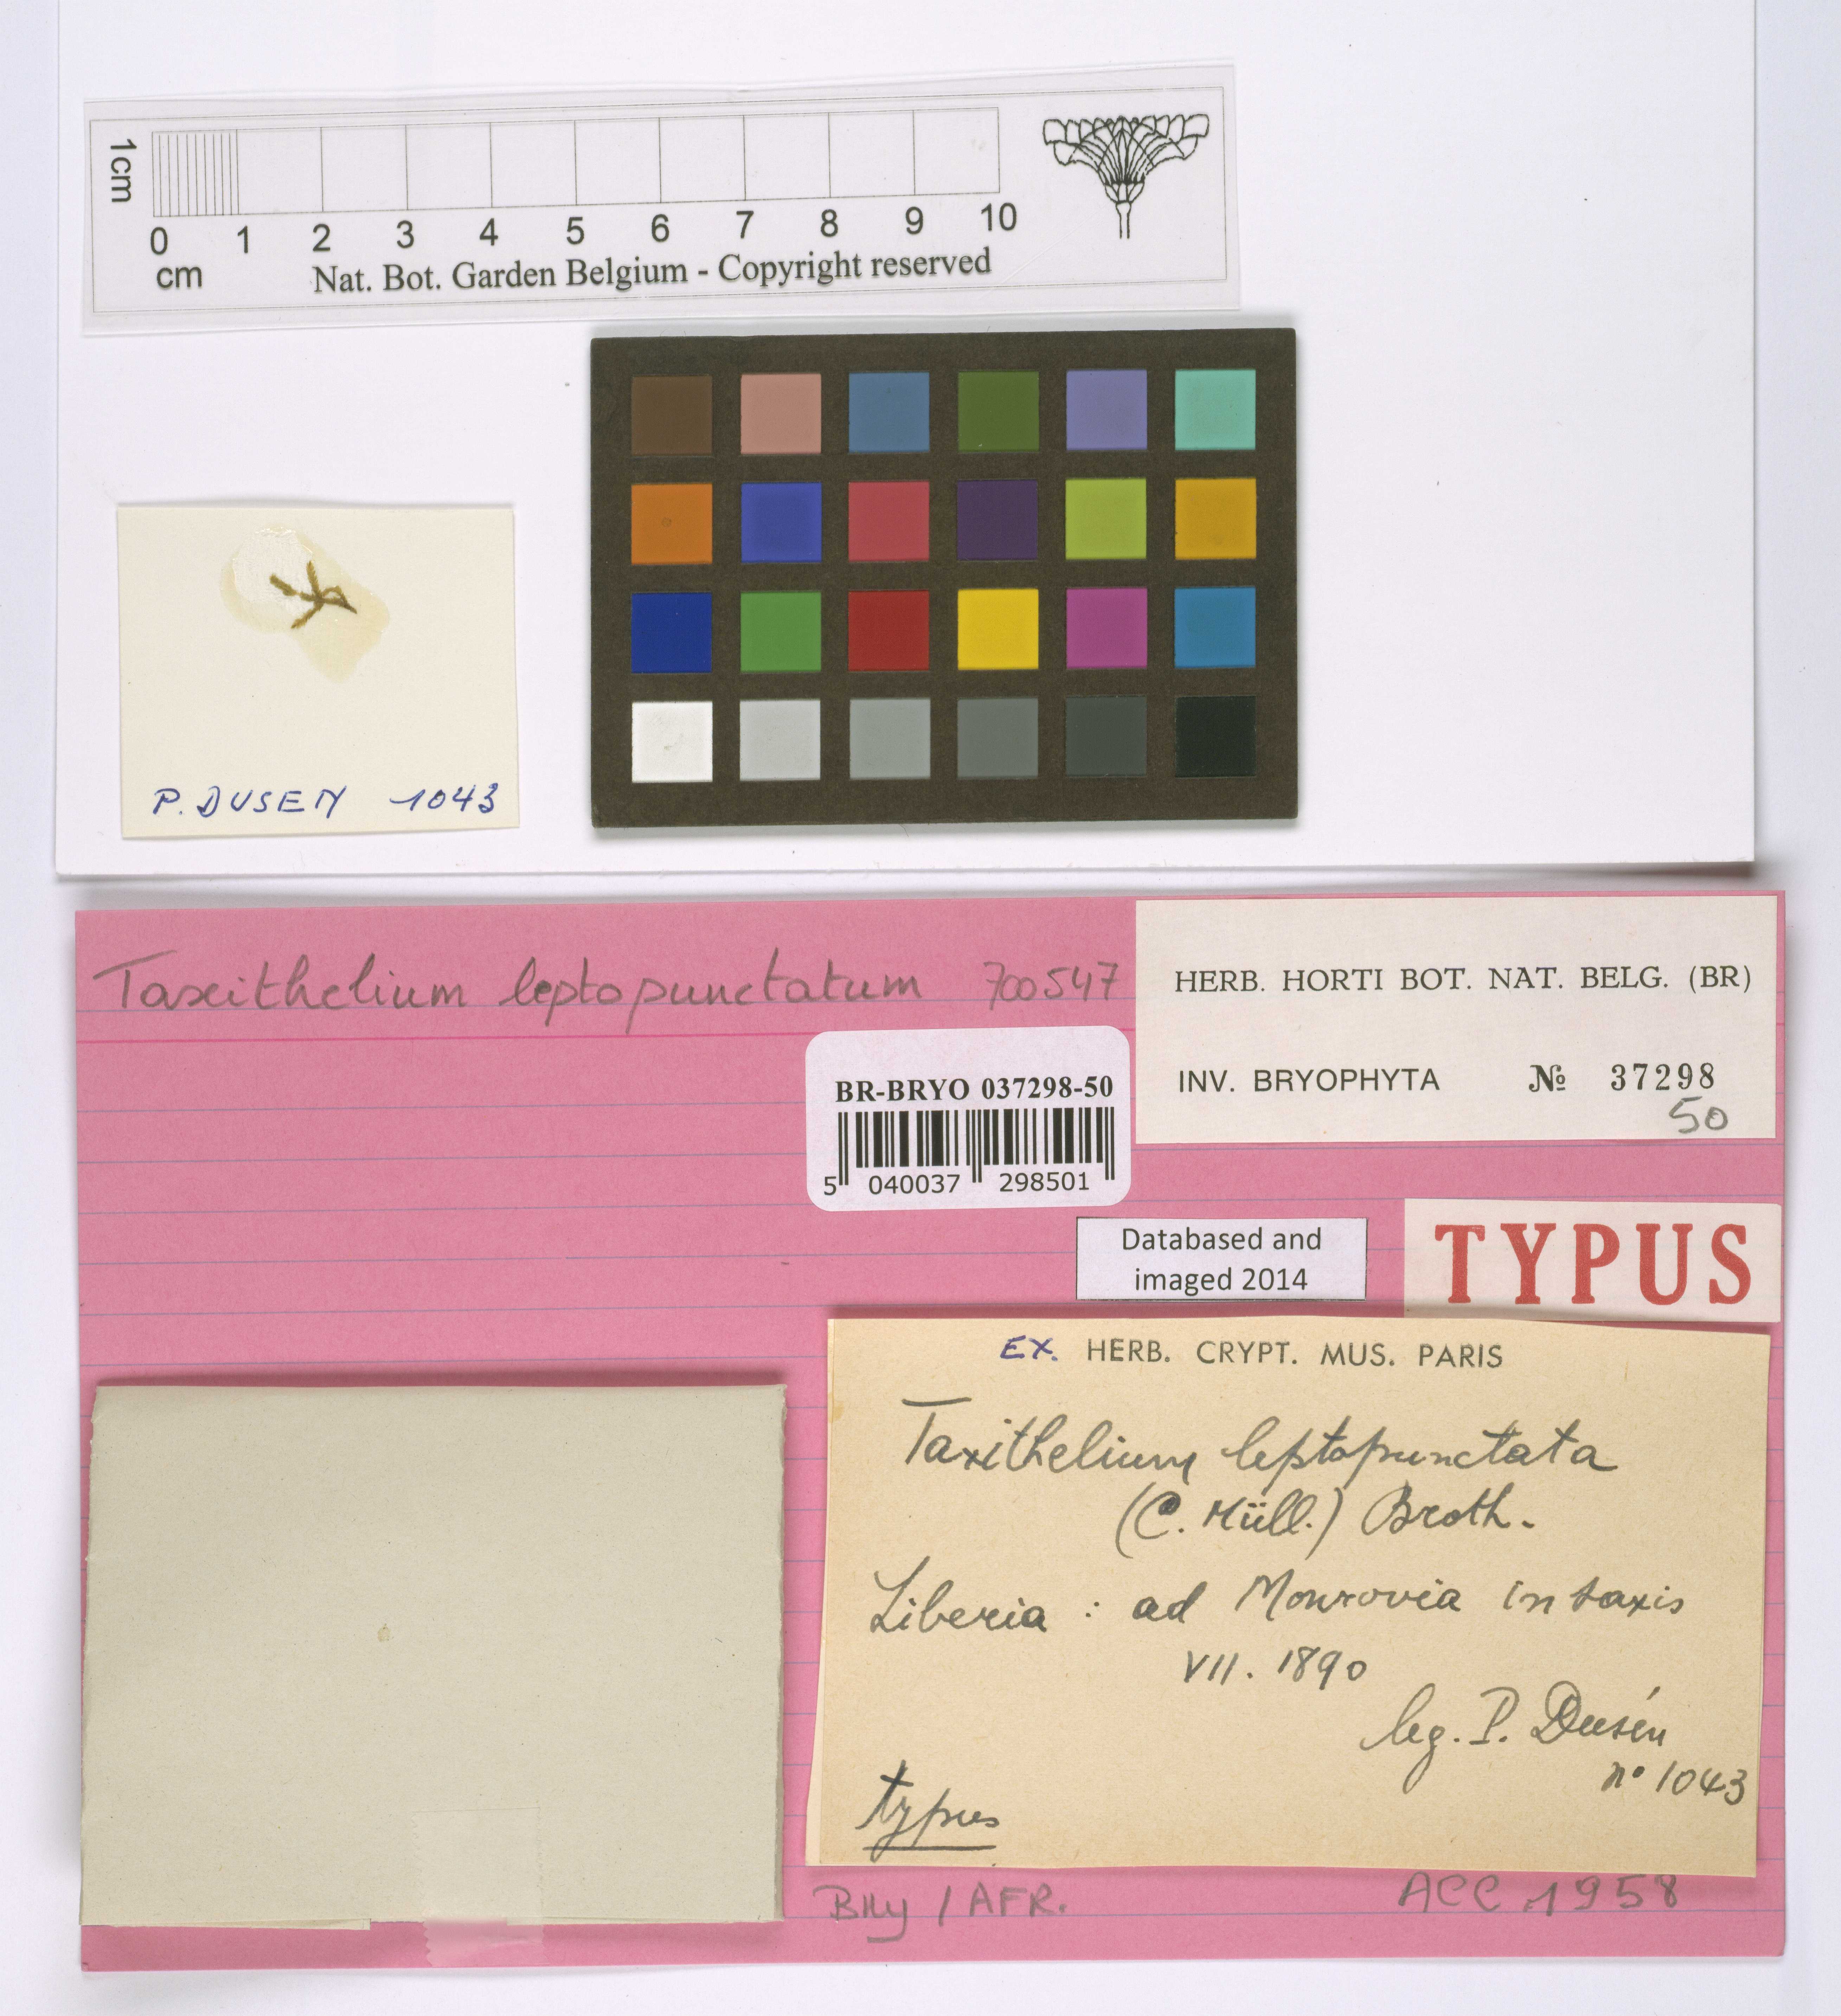 1cm
0 1 2 3 4 5 6 7 8 9 10
cm
Nat. Bot. Garden Belgium - Copyright reserved
P. DUSEN 1043
Taxithelium leptopunctatum 700547
HERB. HORTI BOT. NAT. BELG. (BR)
INV. BRYOPHYTA № 37298
50
BR-BRYO 037298-50
5 040037 298501
Databased and
imaged 2014
TYPUS
EX. HERB. CRYPT. MUS. PARIS
Taxithelium leptopunctata
(C. Müll.) Broth.
Liberia : ad Monrovia in saxis
VII. 1890
leg. P. Dusén
n° 1043
typus
Bry / AFR.
ACC 1958